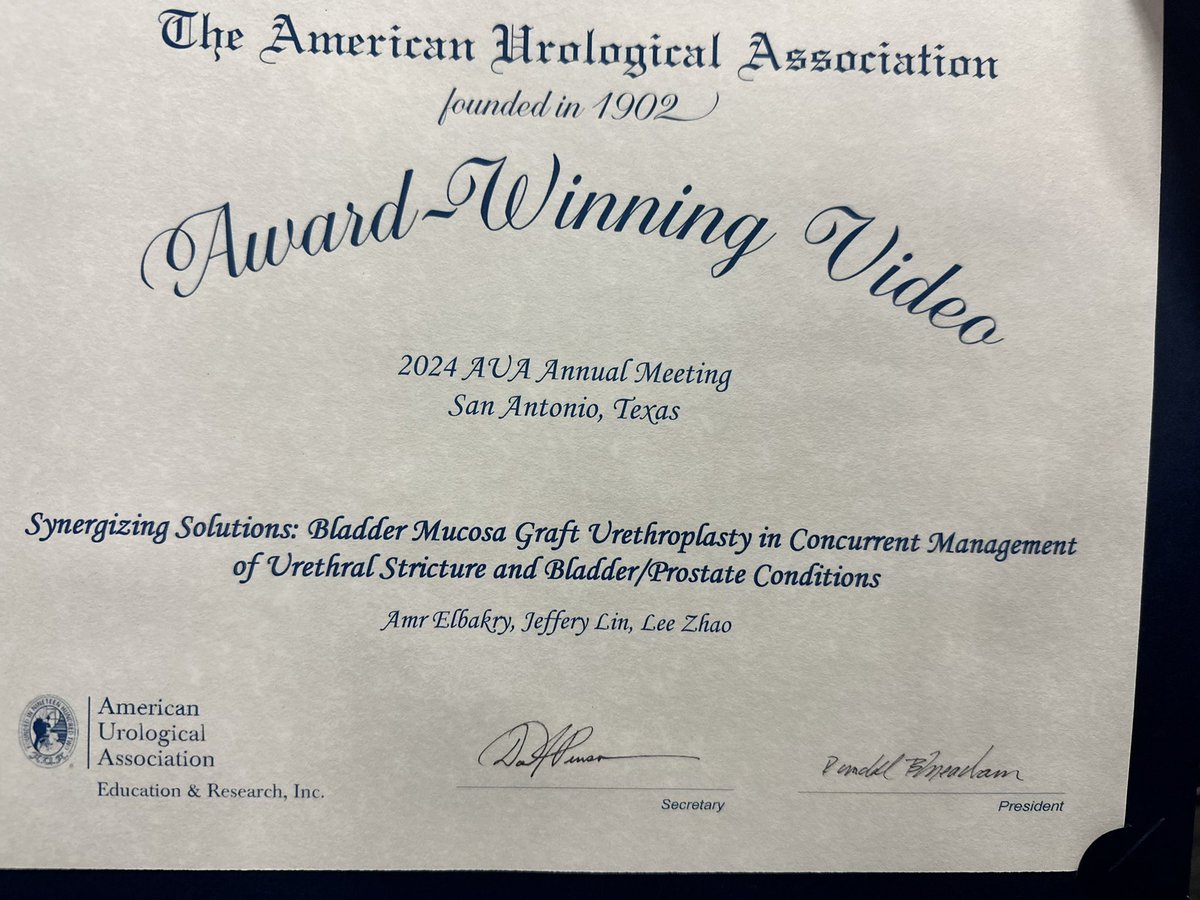 The American Urological Association
founded in 1902
Award-Winning Video
2024 AUA Annual Meeting
San Antonio, Texas
Synergizing Solutions: Bladder Mucosa Graft Urethroplasty in Concurrent Management
of Urethral Stricture and Bladder/Prostate Conditions
Amr Elbakry, Jeffery Lin, Lee Zhao
American
Urological
Association
Education & Research, Inc.
Secretary
President